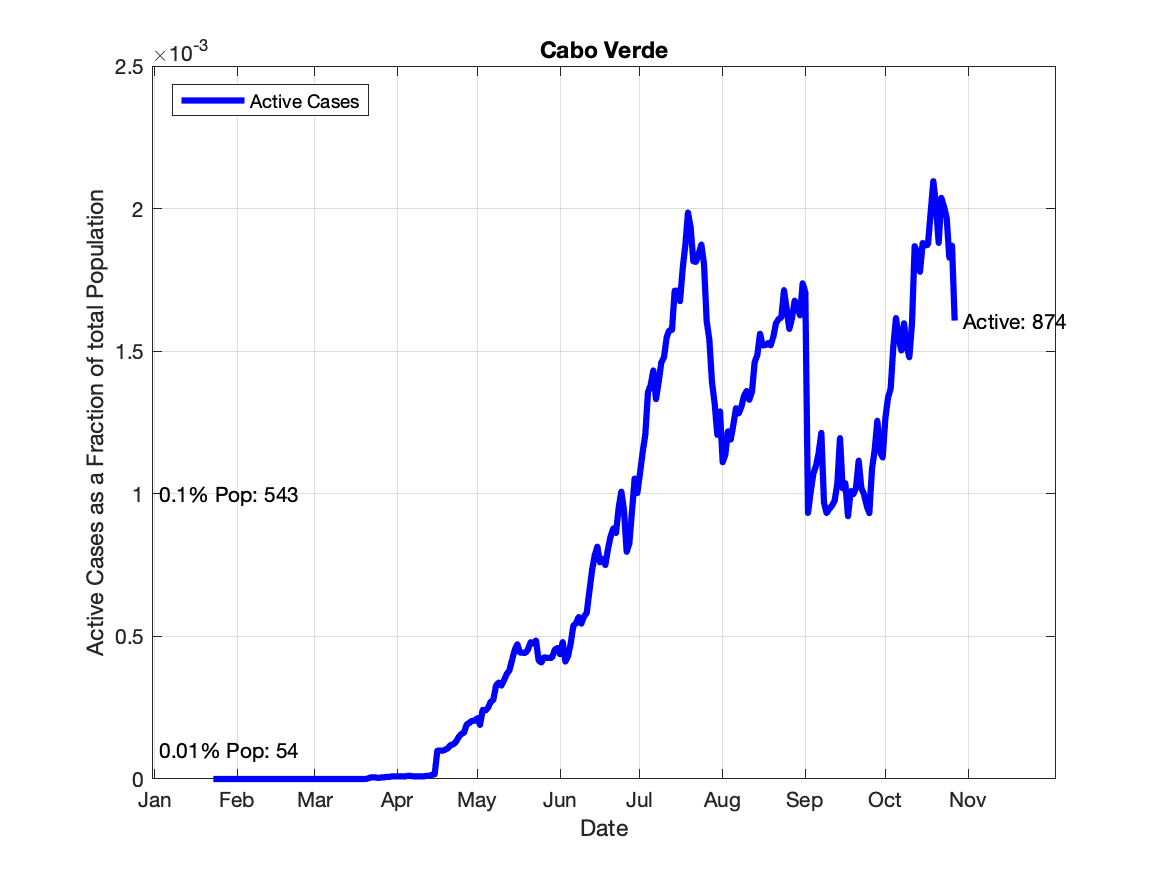 Cabo Verde
×10-3
2.5
2
1.5
1
0.5
0
Active Cases
Active: 874
0.1% Pop: 543
0.01% Pop: 54
Active Cases as a Fraction of total Population
Jan Feb Mar Apr May Jun Jul Aug Sep Oct Nov
Date